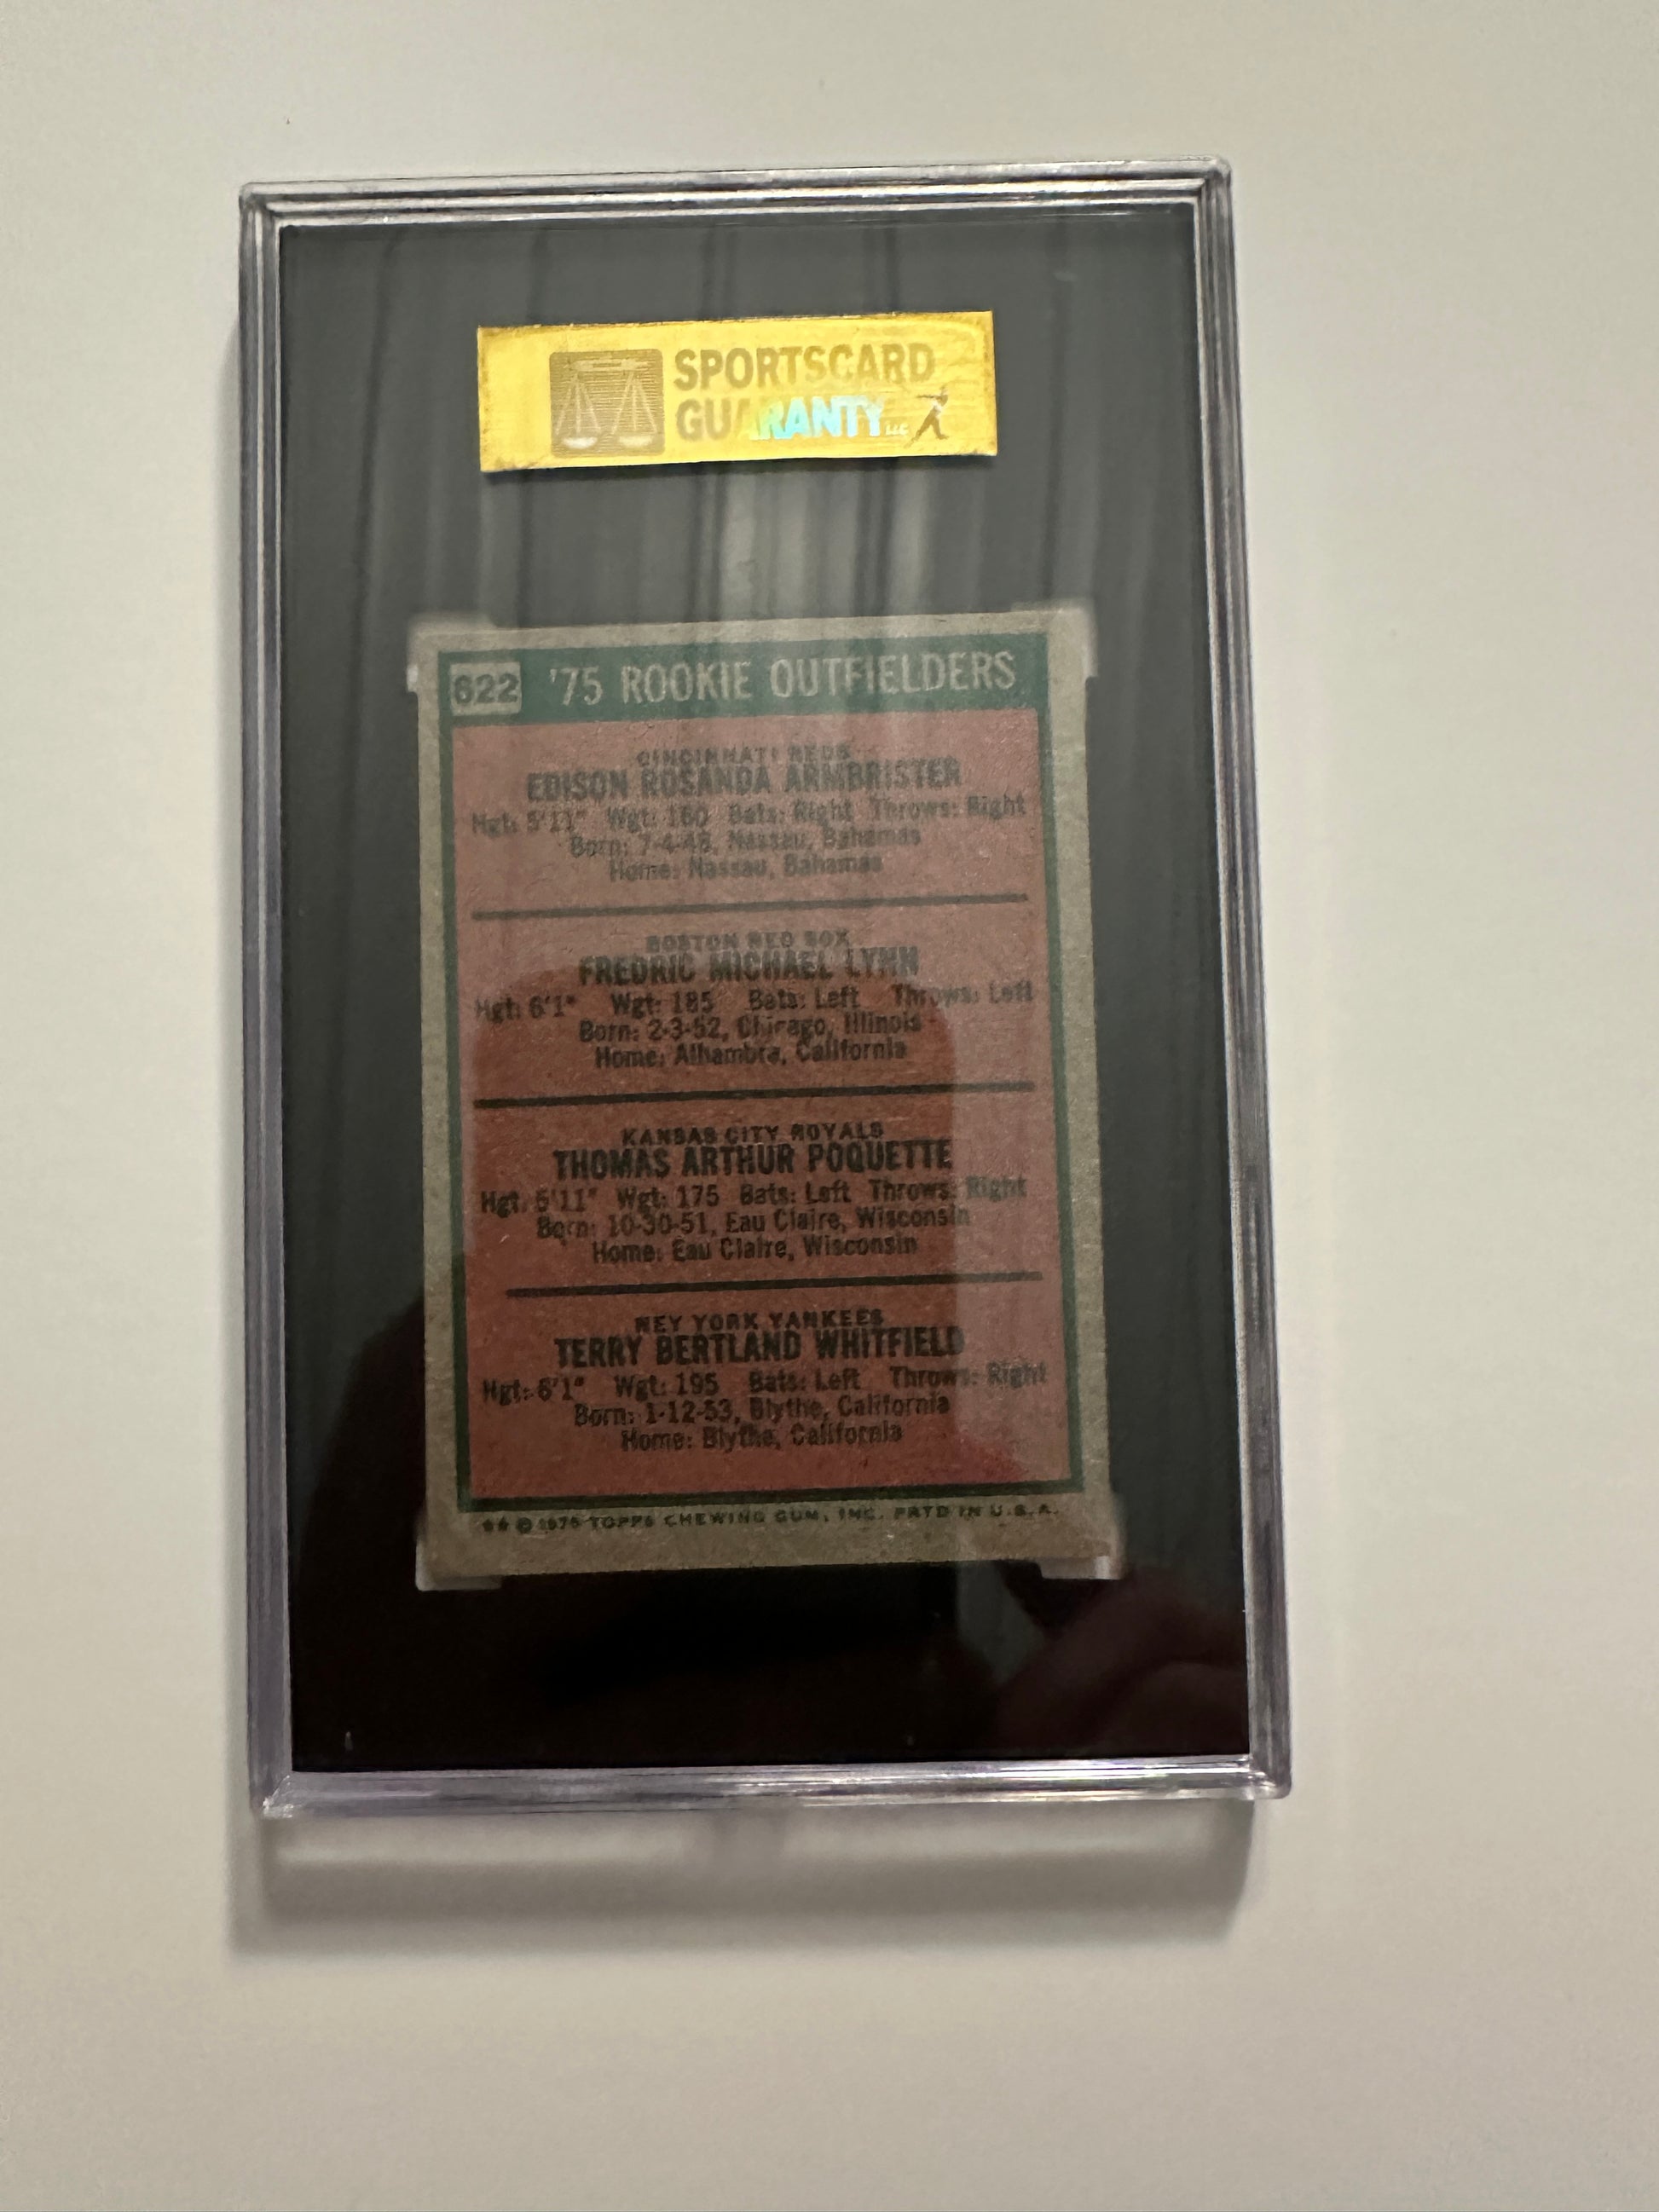 SPORTSCARD
GUARANTY LLC
622 '75 ROOKIE OUTFIELDERS
CINCINNATI REDS
EDISON ROSANDA ARMBRISTER
Hgt: 5'11" Wgt: 160 Bats: Right Throws: Right
Born: 7-4-48, Nassau, Bahamas
Home: Nassau, Bahamas
BOSTON RED SOX
FREDRIC MICHAEL LYNN
Hgt: 6'1" Wgt: 185 Bats: Left Throws: Left
Born: 2-3-52, Chicago, Illinois
Home: Alhambra, California
KANSAS CITY ROYALS
THOMAS ARTHUR POQUETTE
Hgt: 5'11" Wgt: 175 Bats: Left Throws: Right
Born: 10-30-51, Eau Claire, Wisconsin
Home: Eau Claire, Wisconsin
NEY YORK YANKEES
TERRY BERTLAND WHITFIELD
Hgt: 6'1" Wgt: 195 Bats: Left Throws: Right
Born: 1-12-53, Blythe, California
Home: Blythe, California
** © 1975 TOPPS CHEWING GUM, INC. PRTD IN U.S.A.